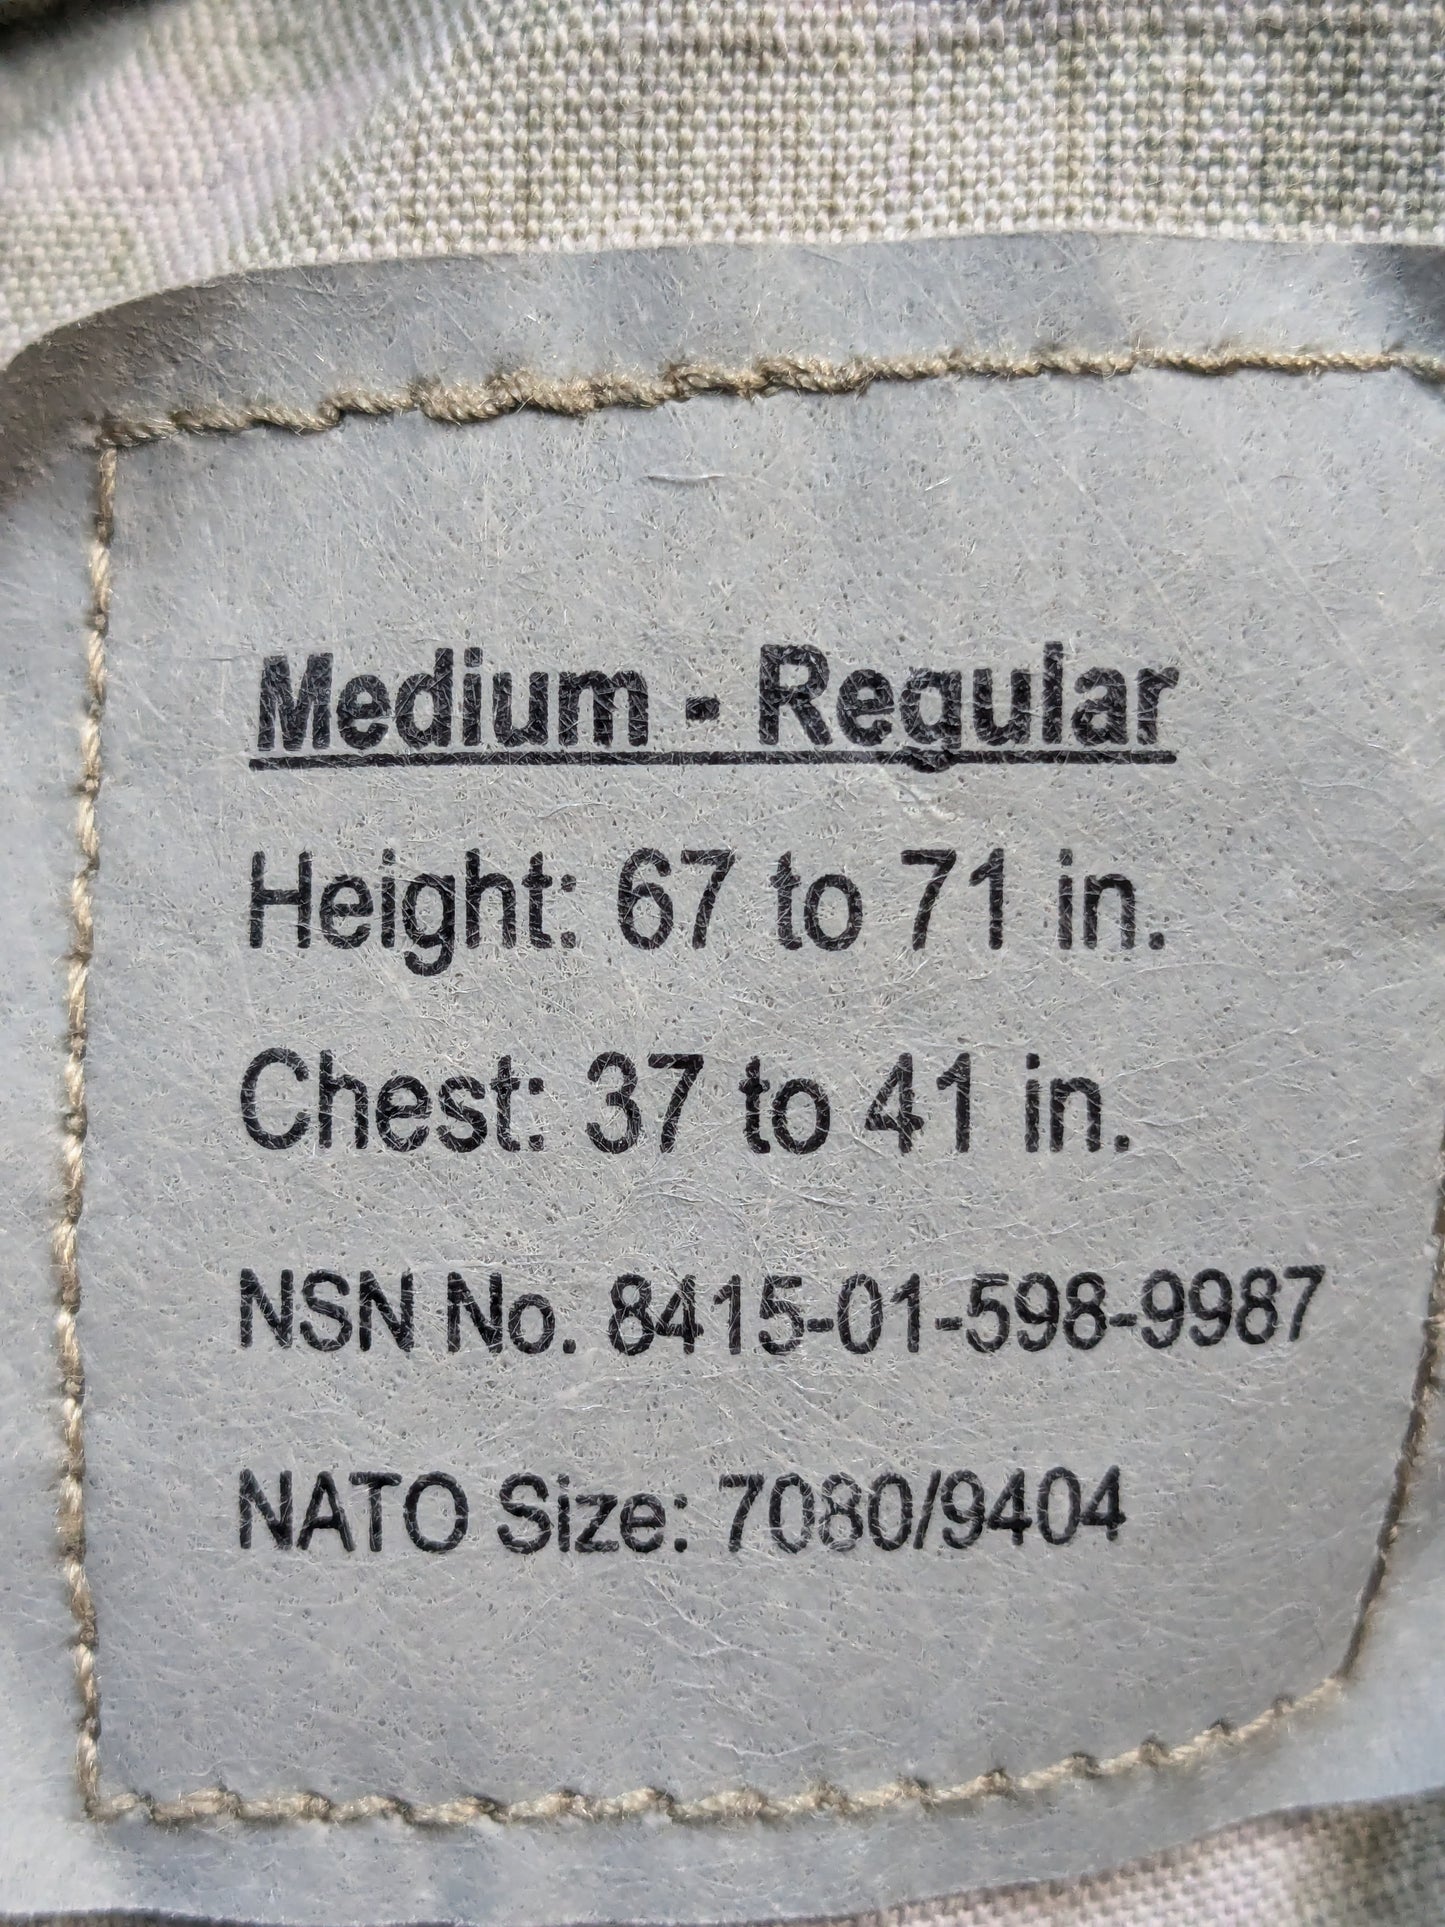 Medium - Regular
Height: 67 to 71 in.
Chest: 37 to 41 in.
NSN No. 8415-01-598-9987
NATO Size: 7080/9404